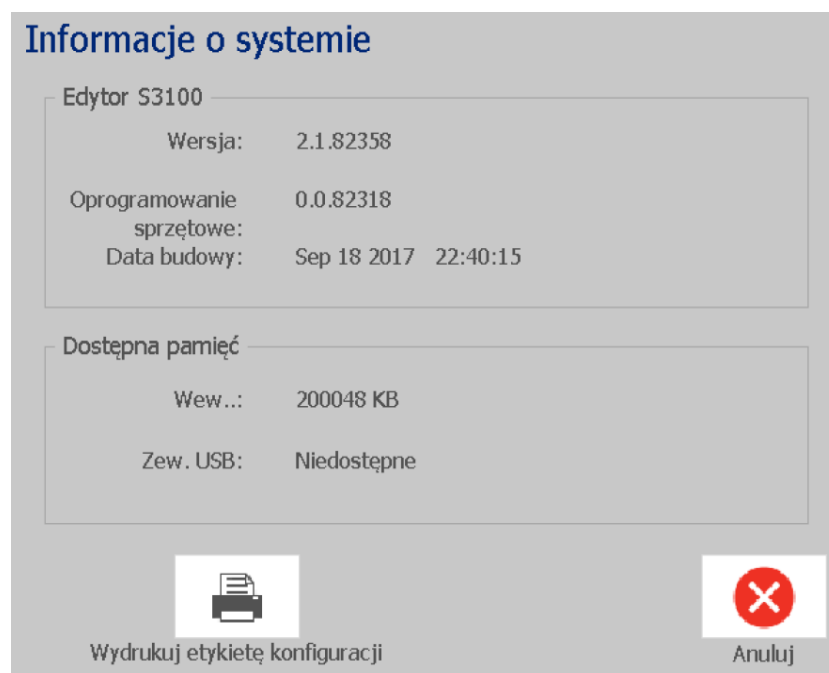 Informacje o systemie
Edytor S3100
Wersja: 2.1.82358
Oprogramowanie 0.0.82318
sprzętowe:
Data budowy: Sep 18 2017 22:40:15
Dostępna pamięć
Wew..: 200048 KB
Zew. USB: Niedostępne
Wydrukuj etykietę konfiguracji
Anuluj